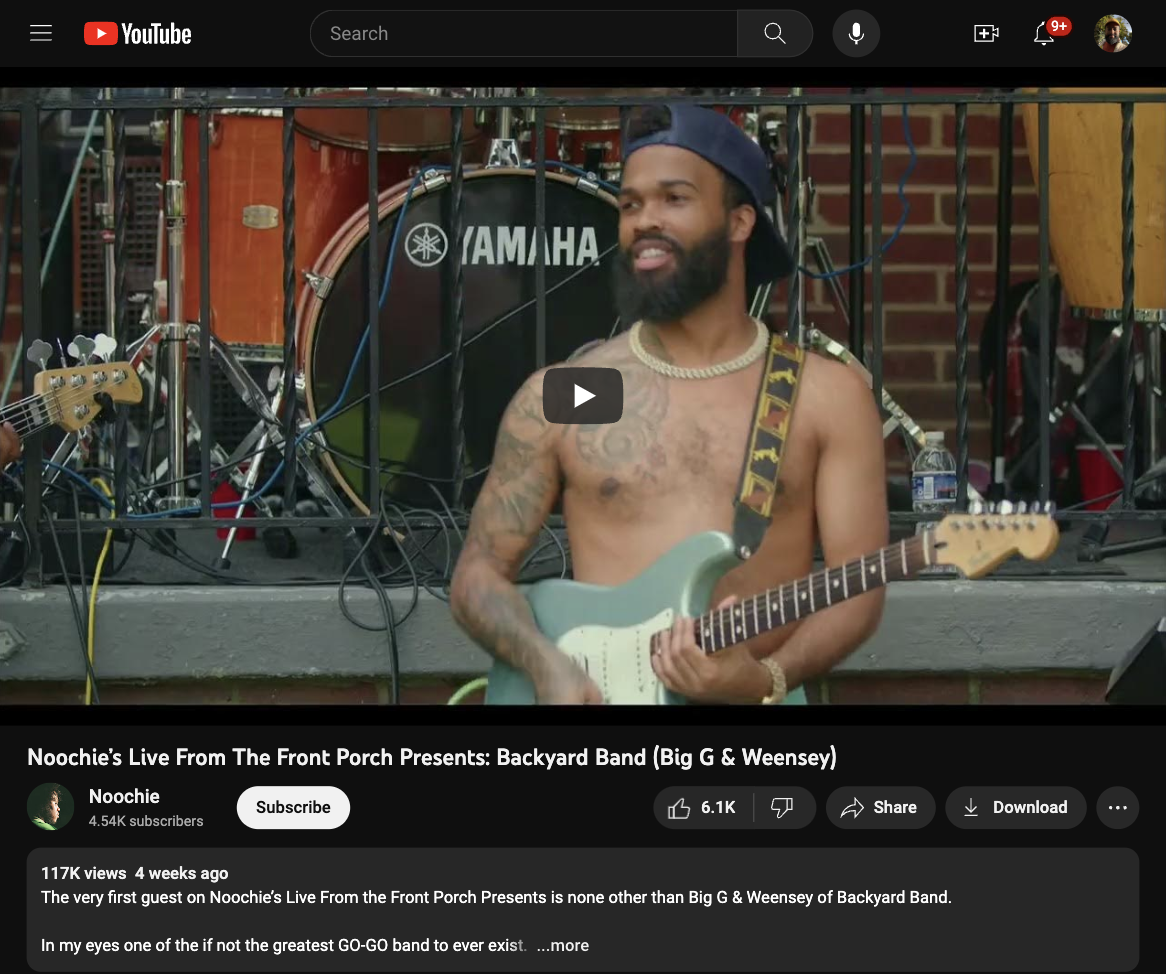 YouTube
Search
9+
YAMAHA
Noochie's Live From The Front Porch Presents: Backyard Band (Big G & Weensey)
Noochie
4.54K subscribers
Subscribe
6.1K
Share
Download
117K views 4 weeks ago
The very first guest on Noochie's Live From the Front Porch Presents is none other than Big G & Weensey of Backyard Band.
In my eyes one of the if not the greatest GO-GO band to ever exist. ...more